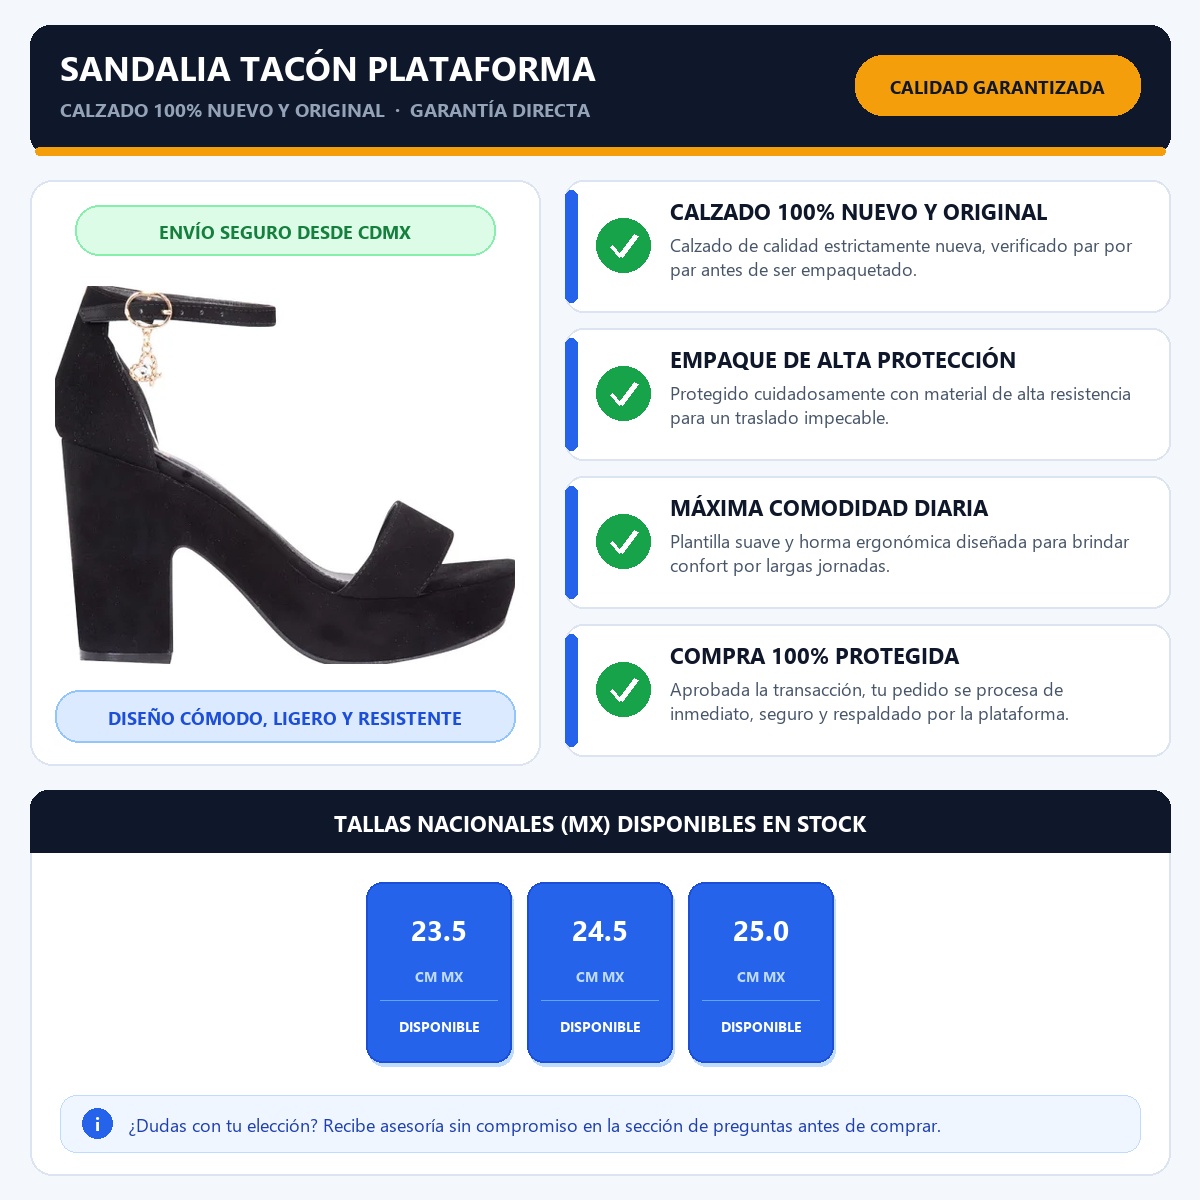 SANDALIA TACÓN PLATAFORMA
CALZADO 100% NUEVO Y ORIGINAL · GARANTÍA DIRECTA
CALIDAD GARANTIZADA
ENVÍO SEGURO DESDE CDMX
DISEÑO CÓMODO, LIGERO Y RESISTENTE
CALZADO 100% NUEVO Y ORIGINAL
Calzado de calidad estrictamente nueva, verificado par por
par antes de ser empaquetado.
EMPAQUE DE ALTA PROTECCIÓN
Protegido cuidadosamente con material de alta resistencia
para un traslado impecable.
MÁXIMA COMODIDAD DIARIA
Plantilla suave y horma ergonómica diseñada para brindar
confort por largas jornadas.
COMPRA 100% PROTEGIDA
Aprobada la transacción, tu pedido se procesa de
inmediato, seguro y respaldado por la plataforma.
TALLAS NACIONALES (MX) DISPONIBLES EN STOCK
23.5
CM MX
DISPONIBLE
24.5
CM MX
DISPONIBLE
25.0
CM MX
DISPONIBLE
¿Dudas con tu elección? Recibe asesoría sin compromiso en la sección de preguntas antes de comprar.